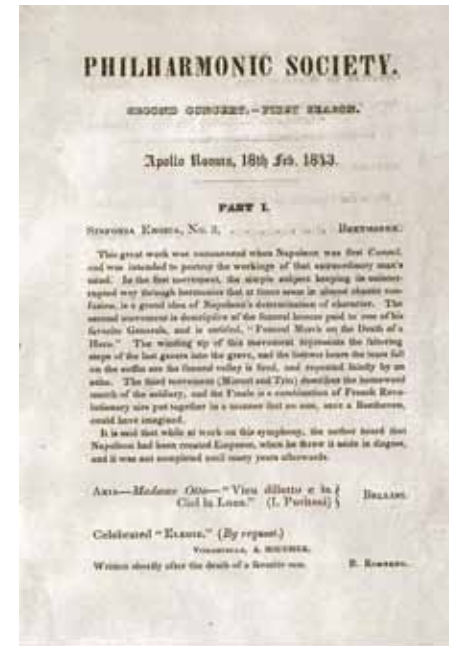 PHILHARMONIC SOCIETY.
SECOND CONCERT.—FIRST SEASON.
Apollo Rooms, 18th Feb. 1843.
PART I.
SINFONIA EROICA, No. 3, BEETHOVEN.
This great work was commenced when Napoleon was first Consul,
and was intended to portray the workings of that extraordinary man's
mind. In the first movement, the simple subject keeping its uninter-
rupted way through harmonies that at times seem in almost chaotic con-
fusion, is a grand idea of Napoleon's determination of character. The
second movement is descriptive of the funeral honors paid to one of his
favorite Generals, and is entitled, "Funeral March on the Death of a
Hero." The winding up of this movement represents the faltering
steps of the last gazers into the grave, and the listener hears the tears fall
on the coffin ere the funeral volley is fired, and repeated faintly by an
echo. The third movement (Minuet and Trio) describes the homeward
march of the soldiery, and the Finale is a combination of French Revo-
lutionary airs put together in a manner that no one, save a Beethoven,
could have imagined.
It is said that while at work on this symphony, the author heard that
Napoleon had been created Emperor, when he threw it aside in disgust,
and it was not completed until many years afterwards.
ARIA—Madame Otto—"Vien diletto e in
Ciel la Luna." (I. Puritani) BELLINI.
Celebrated "ELEGIE." (By request.)
VIOLONCELLO, A. BOUCHER.
Written shortly after the death of a favorite son. B. ROMBERG.